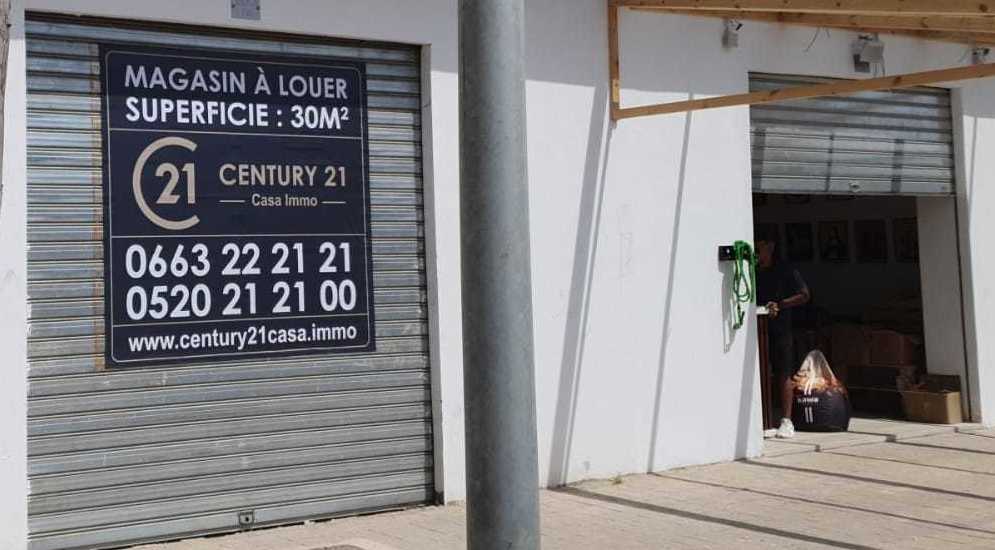 MAGASIN À LOUER
SUPERFICIE : 30M²
21
CENTURY 21
Casa Immo
0663 22 21 21
0520 21 21 00
www.century21casa.immo